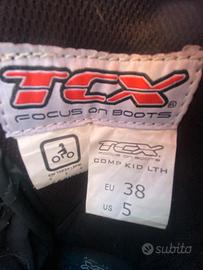 TCX®
FOCUS ON BOOTS
TCX®
COMP KID LTH
EU 38
US 5
subito